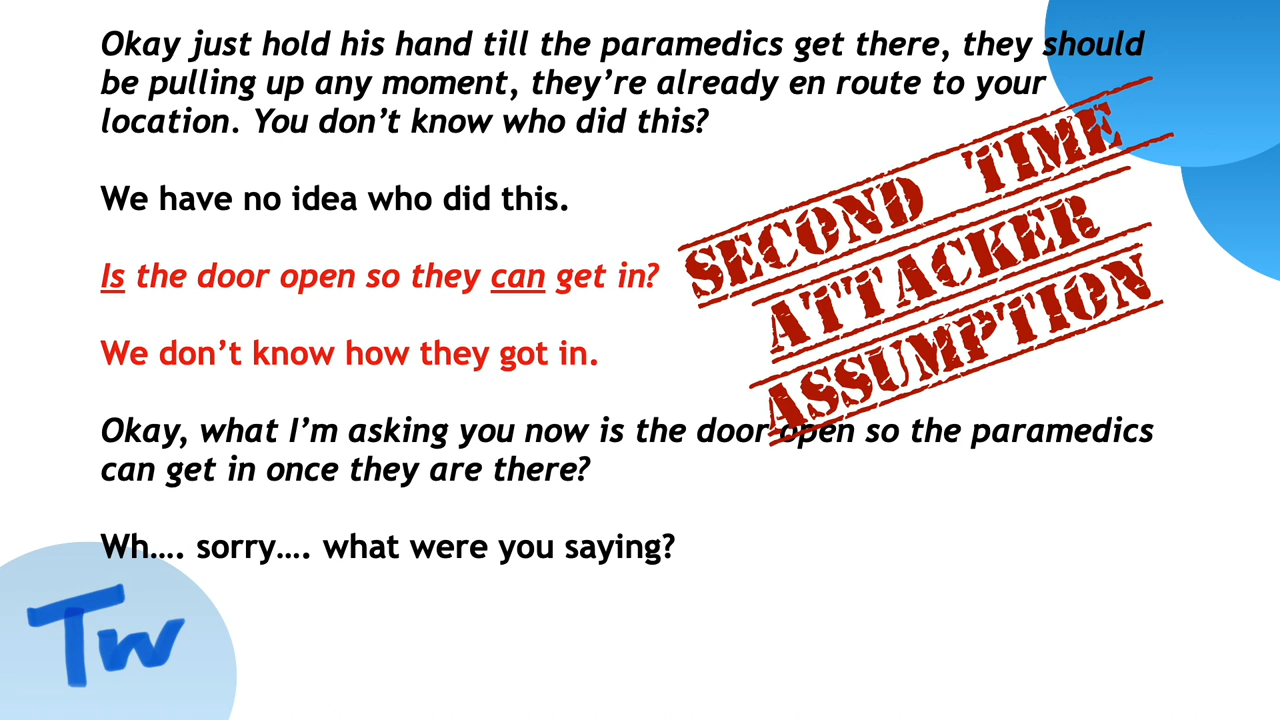 Okay just hold his hand till the paramedics get there, they should
be pulling up any moment, they’re already en route to your
location. You don’t know who did this?
We have no idea who did this.
Is the door open so they can get in?
We don’t know how they got in.
SECOND TIME
ATTACKER
ASSUMPTION
Okay, what I’m asking you now is the door open so the paramedics
can get in once they are there?
Wh…. sorry…. what were you saying?
Tw